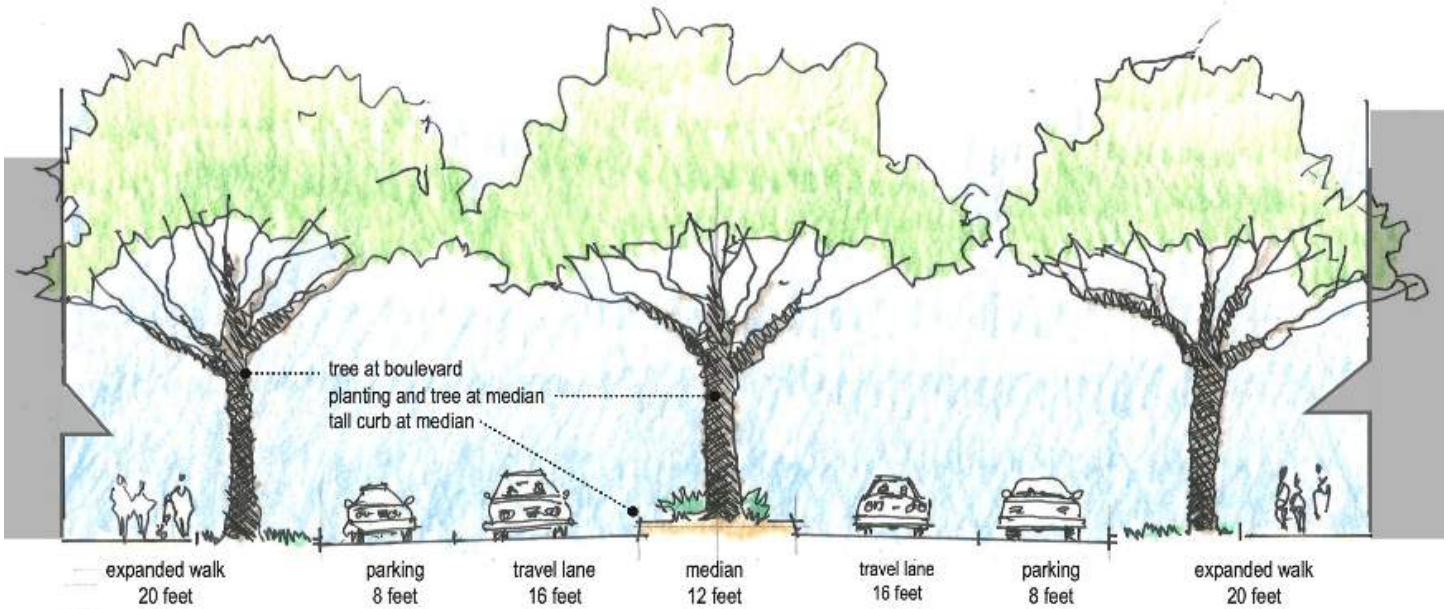 tree at boulevard
planting and tree at median
tall curb at median
expanded walk
20 feet
parking
8 feet
travel lane
16 feet
median
12 feet
travel lane
16 feet
parking
8 feet
expanded walk
20 feet